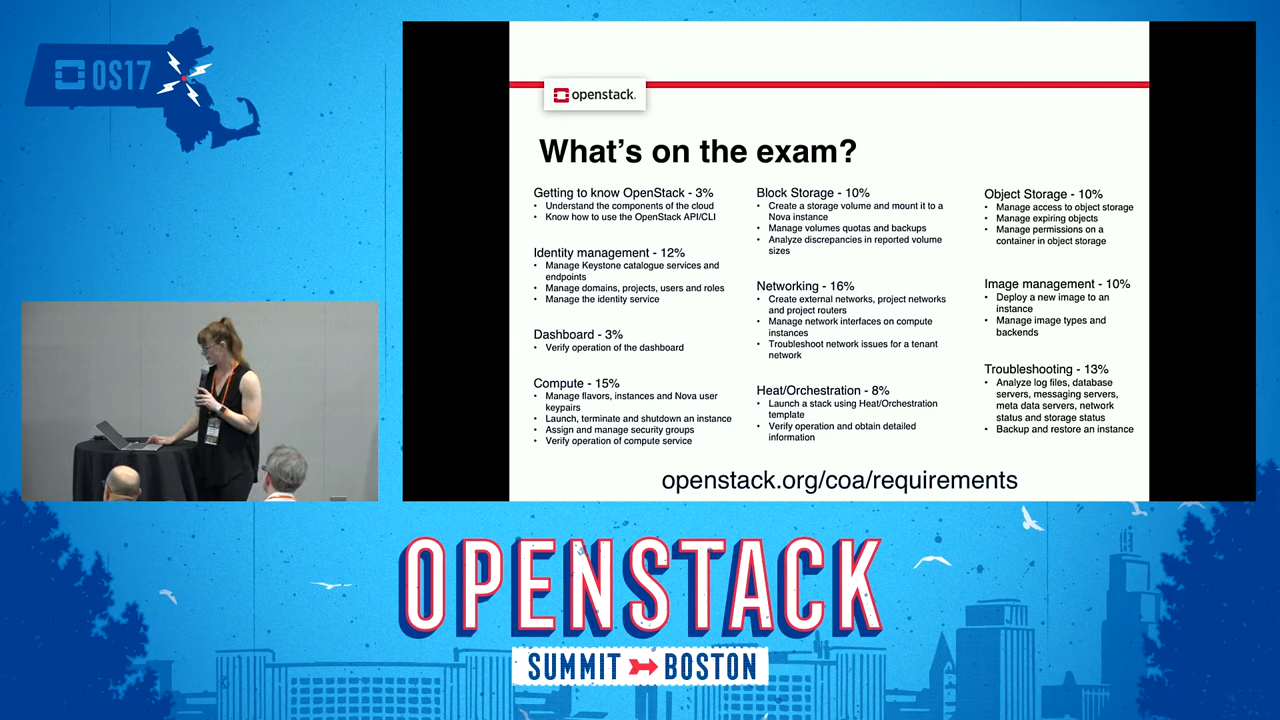 OS17
openstack.
What's on the exam?
Getting to know OpenStack - 3%
• Understand the components of the cloud
• Know how to use the OpenStack API/CLI
Identity management - 12%
• Manage Keystone catalogue services and
endpoints
• Manage domains, projects, users and roles
• Manage the identity service
Dashboard - 3%
• Verify operation of the dashboard
Compute - 15%
• Manage flavors, instances and Nova user
keypairs
• Launch, terminate and shutdown an instance
• Assign and manage security groups
• Verify operation of compute service
Block Storage - 10%
• Create a storage volume and mount it to a
Nova instance
• Manage volumes quotas and backups
• Analyze discrepancies in reported volume
sizes
Networking - 16%
• Create external networks, project networks
and project routers
• Manage network interfaces on compute
instances
• Troubleshoot network issues for a tenant
network
Heat/Orchestration - 8%
• Launch a stack using Heat/Orchestration
template
• Verify operation and obtain detailed
information
Object Storage - 10%
• Manage access to object storage
• Manage expiring objects
• Manage permissions on a
container in object storage
Image management - 10%
• Deploy a new image to an
instance
• Manage image types and
backends
Troubleshooting - 13%
• Analyze log files, database
servers, messaging servers,
meta data servers, network
status and storage status
• Backup and restore an instance
openstack.org/coa/requirements
OPENSTACK
SUMMIT BOSTON